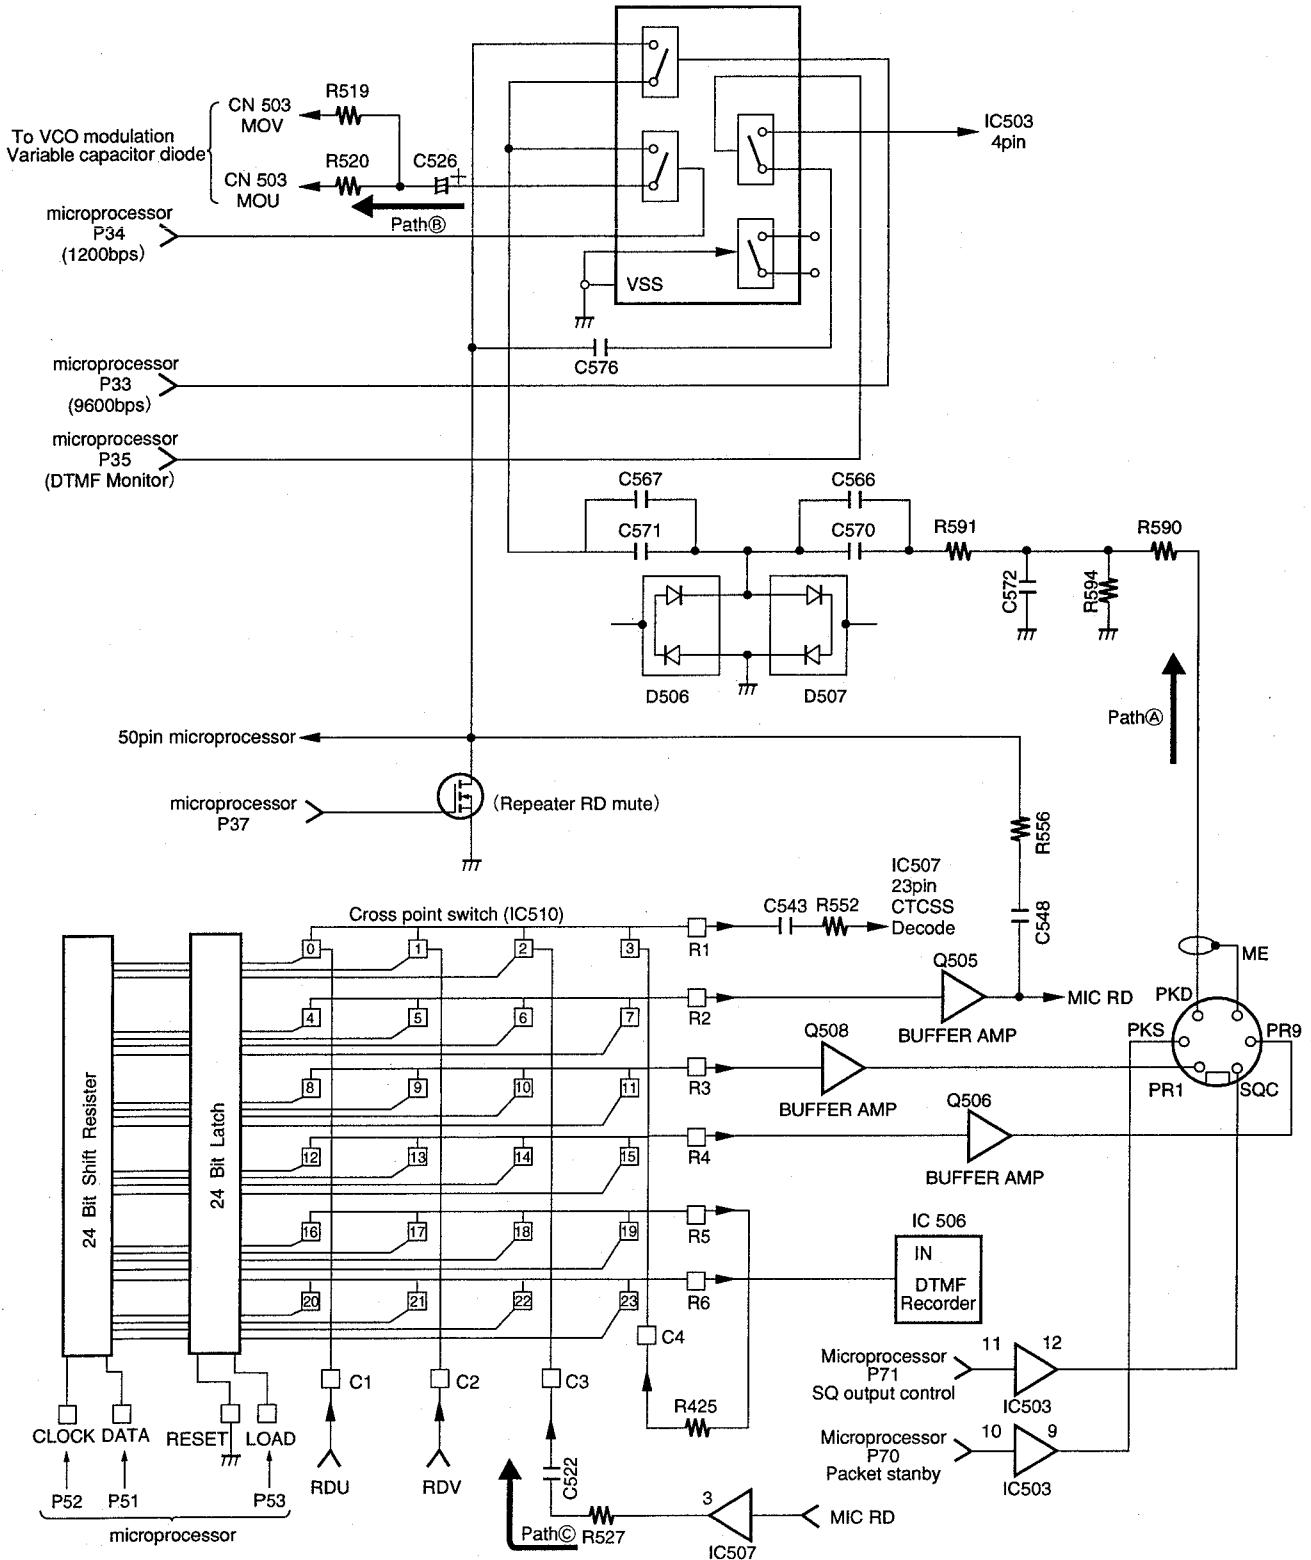 R519
CN 503
MOV
To VCO modulation
Variable capacitor diode
R520
C526
+
CN 503
MOU
IC503
4pin
microprocessor
P34
(1200bps)
PathⒷ
VSS
C576
microprocessor
P33
(9600bps)
microprocessor
P35
(DTMF Monitor)
C567
C566
C571
C570
R591
R590
C572
R594
D506
D507
PathⒶ
50pin microprocessor
microprocessor
P37
(Repeater RD mute)
R556
IC507
23pin
CTCSS
Decode
C543
R552
C548
Cross point switch (IC510)
0
1
2
3
R1
ME
Q505
MIC RD
BUFFER AMP
PKD
PKS
PR9
PR1
SQC
4
5
6
7
R2
Q508
BUFFER AMP
8
9
10
11
R3
Q506
BUFFER AMP
12
13
14
15
R4
24 Bit Shift Resister
24 Bit Latch
16
17
18
19
R5
IC 506
IN
DTMF
Recorder
20
21
22
23
R6
C4
C1
C2
C3
R425
Microprocessor
P71
SQ output control
11
12
IC503
Microprocessor
P70
Packet stanby
10
9
IC503
CLOCK
DATA
RESET
LOAD
RDU
RDV
C522
P52
P51
P53
microprocessor
PathⒸ
R527
3
IC507
MIC RD